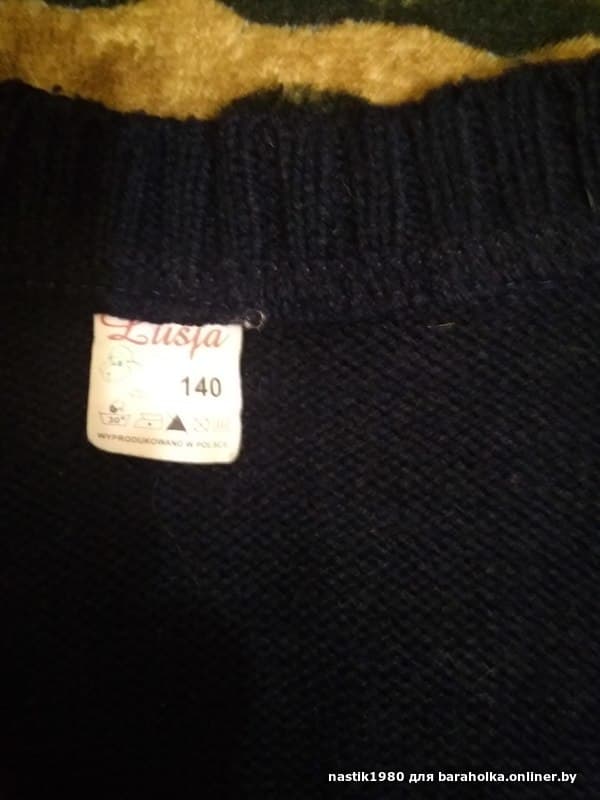 Lusja
140
30°
WYPRODUKOWANO W POLSCE
nastik1980 для baraholka.onliner.by